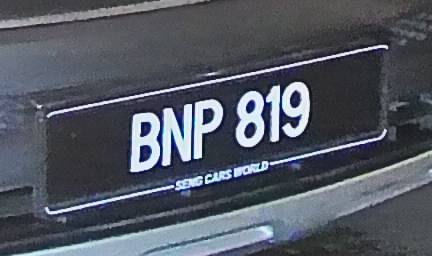 BNP 819
SENG CARS WORLD